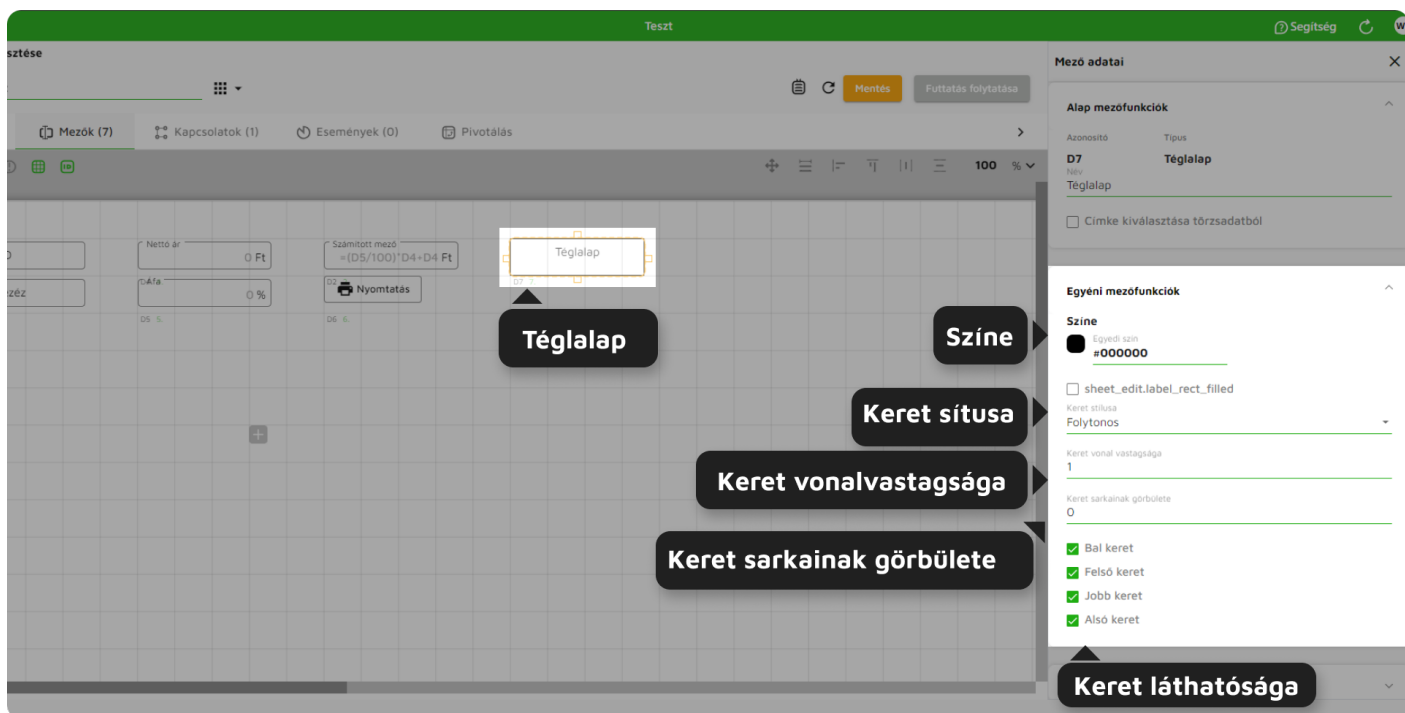 Teszt
Segítség
W
sztése
Mentés
Futtatás folytatása
Mezők (7)
Kapcsolatok (1)
Események (0)
Pivotálás
100 %
Nettó ár
0 Ft
Számított mező
=(D5/100)*D4+D4 Ft
Téglalap
D7
zéz
Áfa
0 %
D2
Nyomtatás
D5 5.
D6 6.
Téglalap
Színe
Keret sítusa
Keret vonalvastagsága
Keret sarkainak görbülete
Keret láthatósága
Mező adatai
Alap mezőfunkciók
Azonosító
Típus
D7
Téglalap
Név
Téglalap
Címke kiválasztása törzsadatból
Egyéni mezőfunkciók
Színe
Egyedi szín
#000000
sheet_edit.label_rect_filled
Keret stílusa
Folytonos
Keret vonal vastagsága
1
Keret sarkainak görbülete
0
Bal keret
Felső keret
Jobb keret
Alsó keret